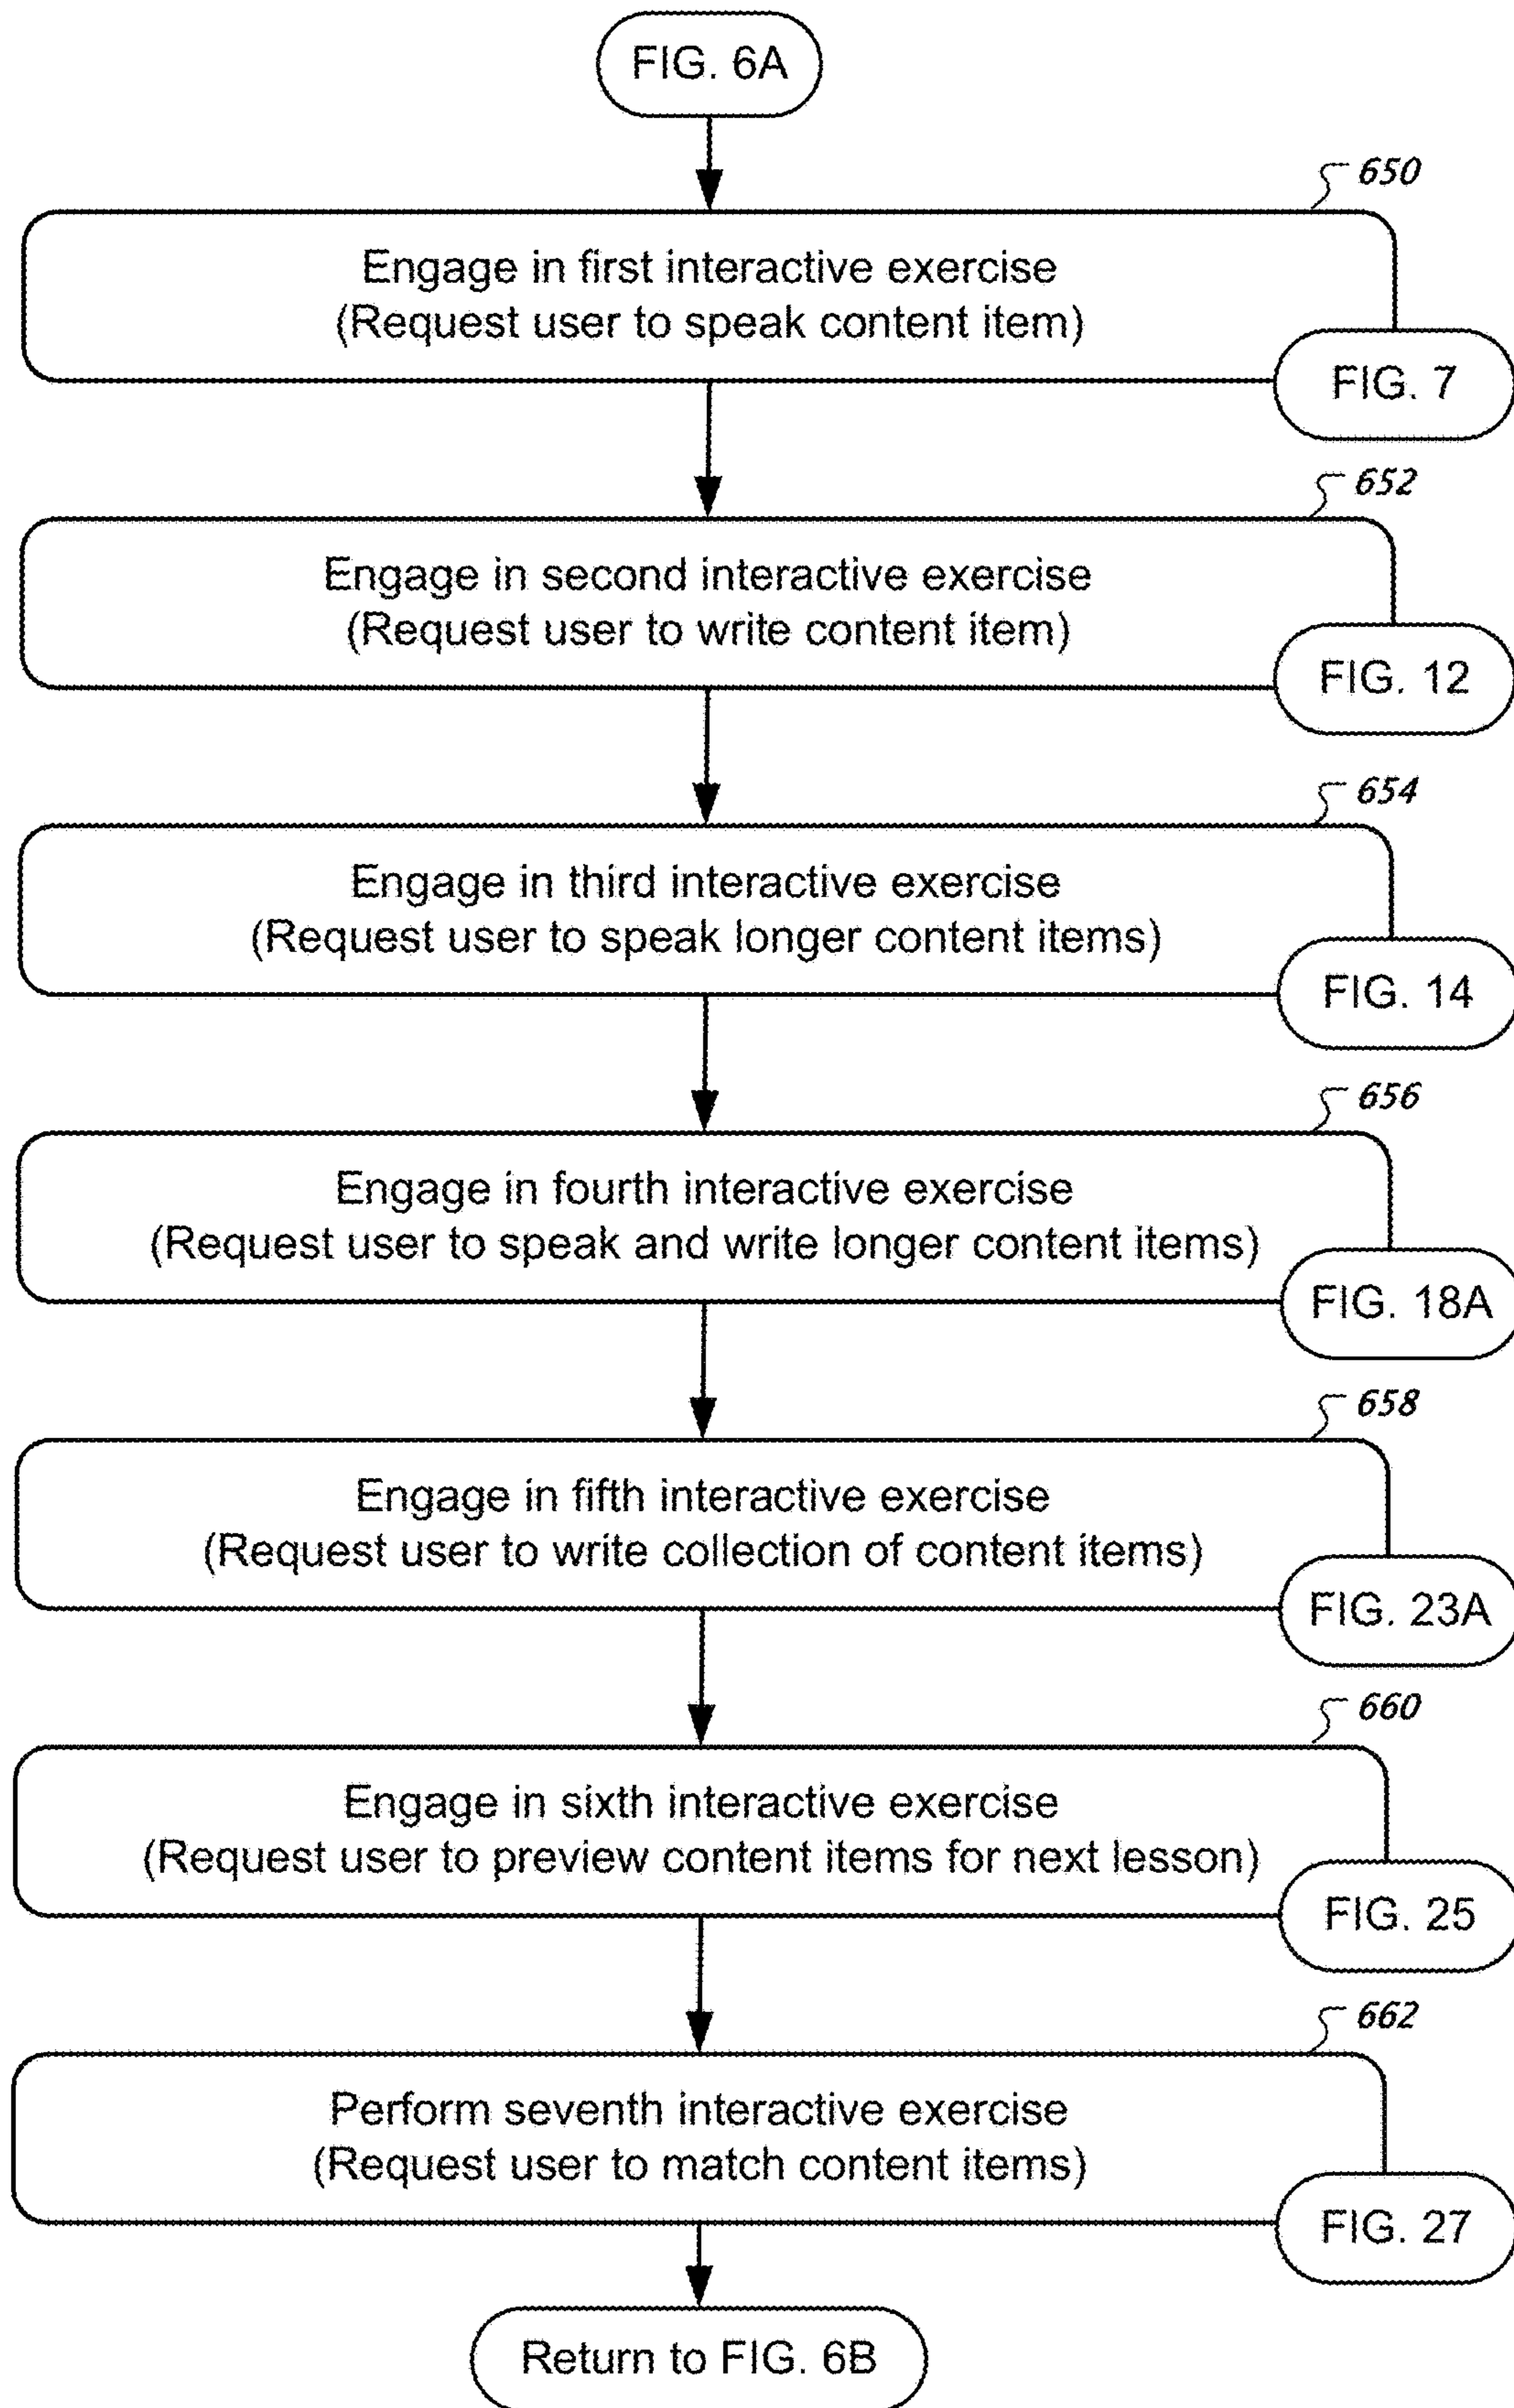 FIG. 6A
650
Engage in first interactive exercise
(Request user to speak content item)
FIG. 7
652
Engage in second interactive exercise
(Request user to write content item)
FIG. 12
654
Engage in third interactive exercise
(Request user to speak longer content items)
FIG. 14
656
Engage in fourth interactive exercise
(Request user to speak and write longer content items)
FIG. 18A
658
Engage in fifth interactive exercise
(Request user to write collection of content items)
FIG. 23A
660
Engage in sixth interactive exercise
(Request user to preview content items for next lesson)
FIG. 25
662
Perform seventh interactive exercise
(Request user to match content items)
FIG. 27
Return to FIG. 6B